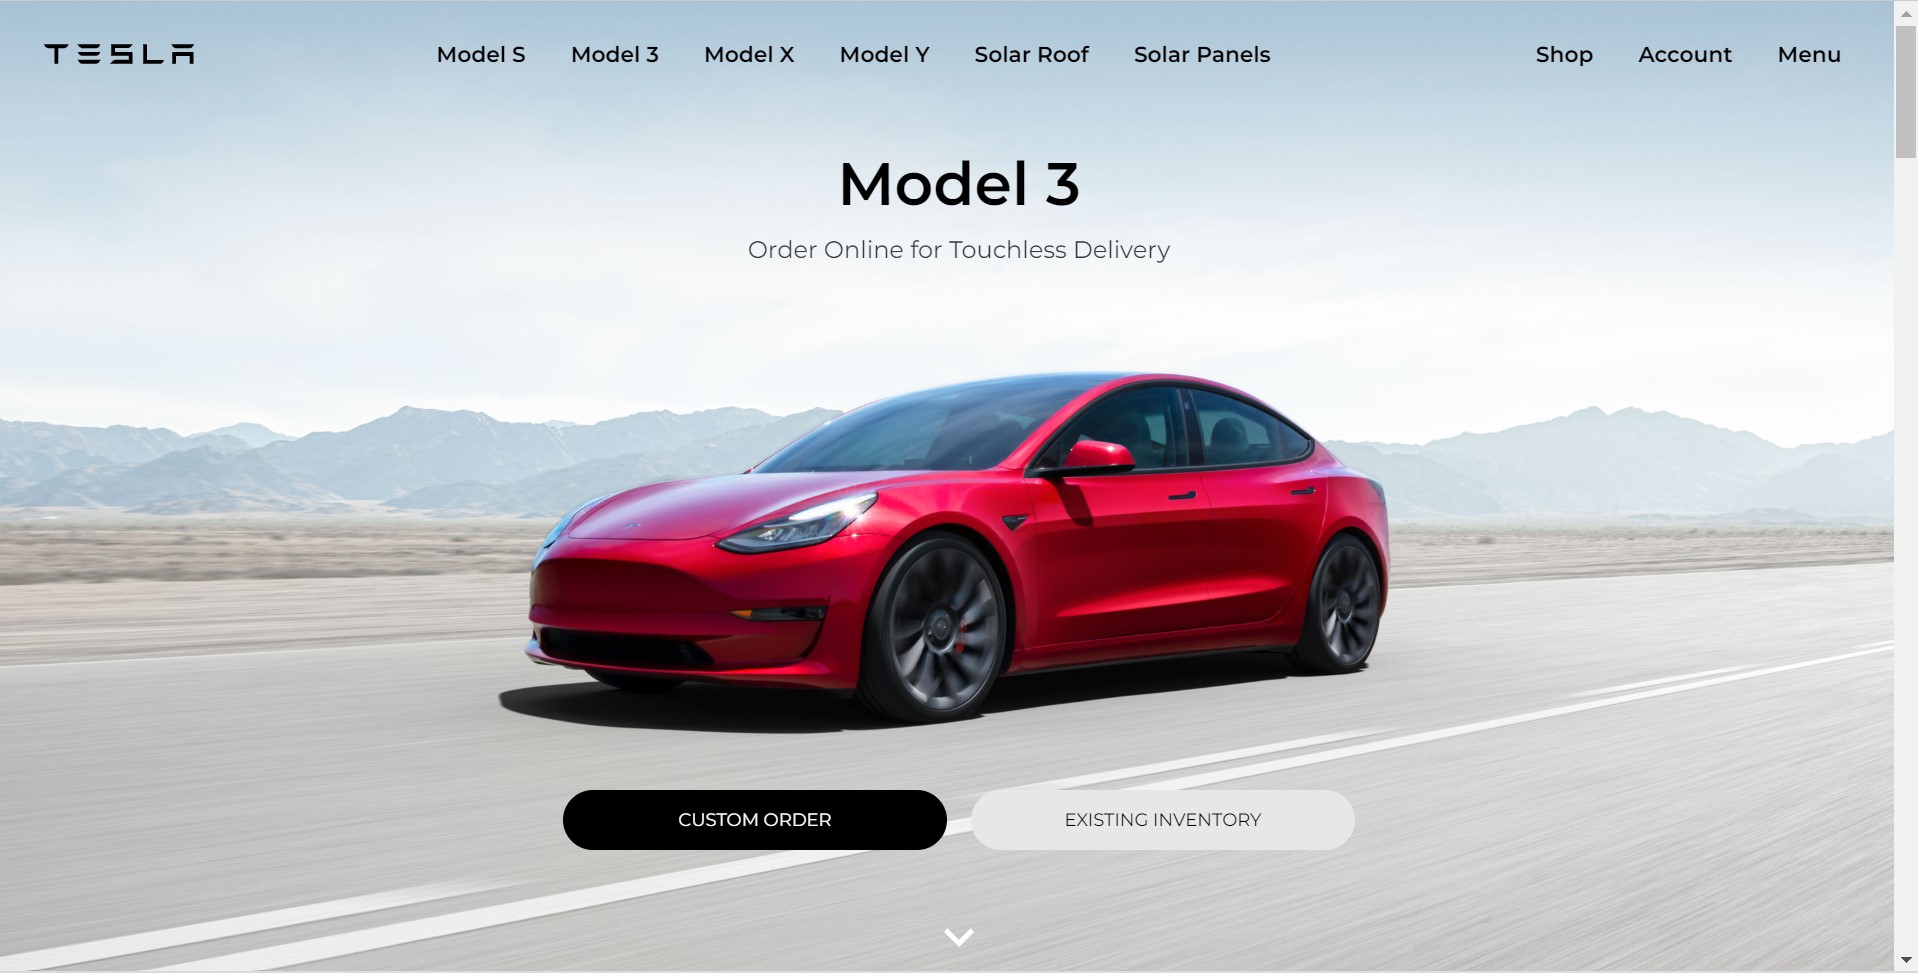 TESLA
Model S
Model 3
Model X
Model Y
Solar Roof
Solar Panels
Shop
Account
Menu
Model 3
Order Online for Touchless Delivery
CUSTOM ORDER
EXISTING INVENTORY